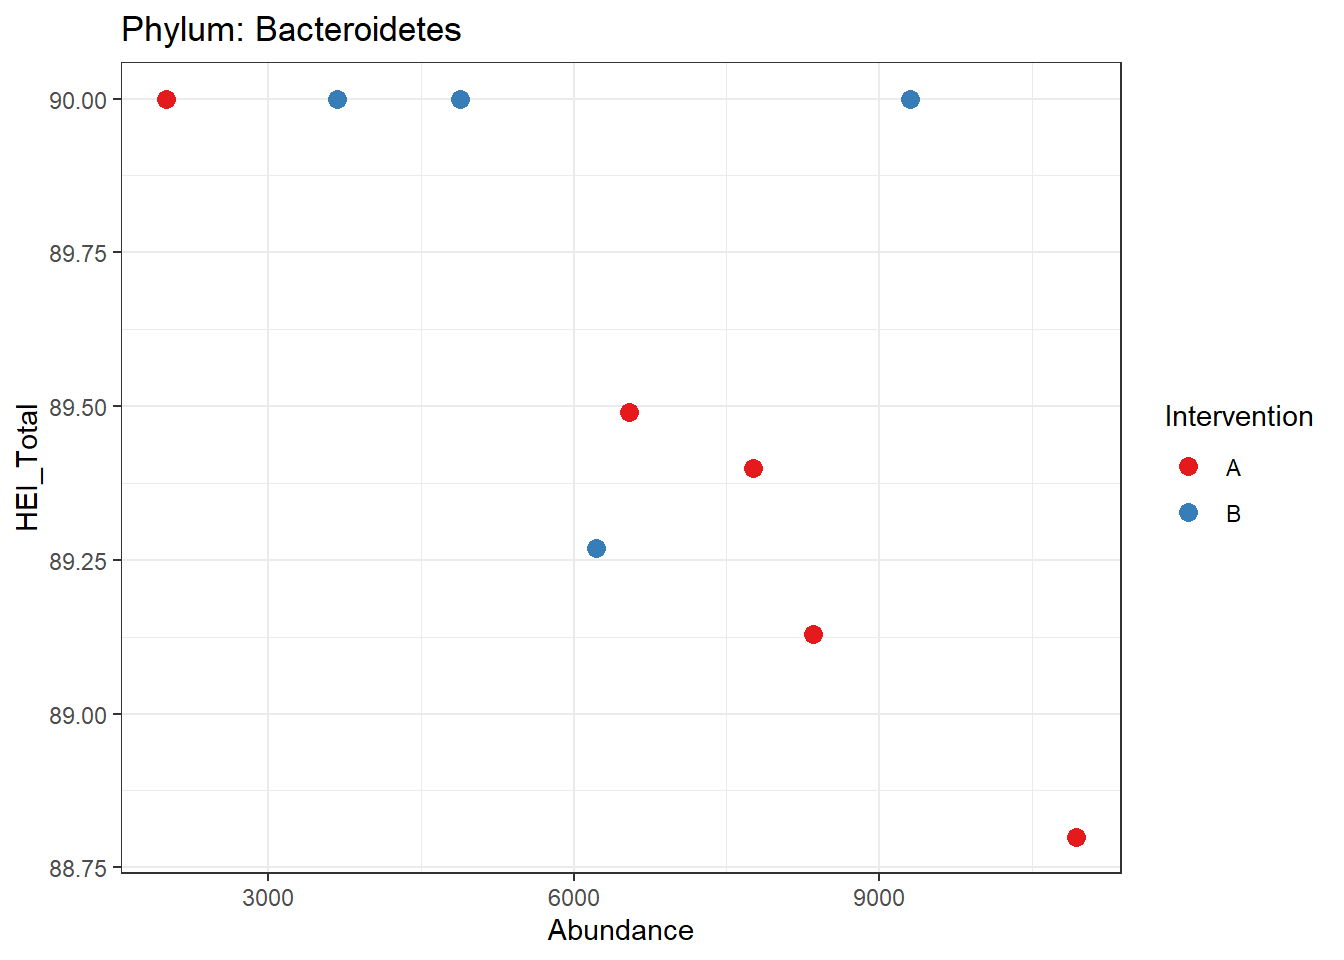 Phylum: Bacteroidetes
90.00
89.75
89.50
89.25
89.00
88.75
HEI_Total
3000 6000 9000
Abundance
Intervention
A
B